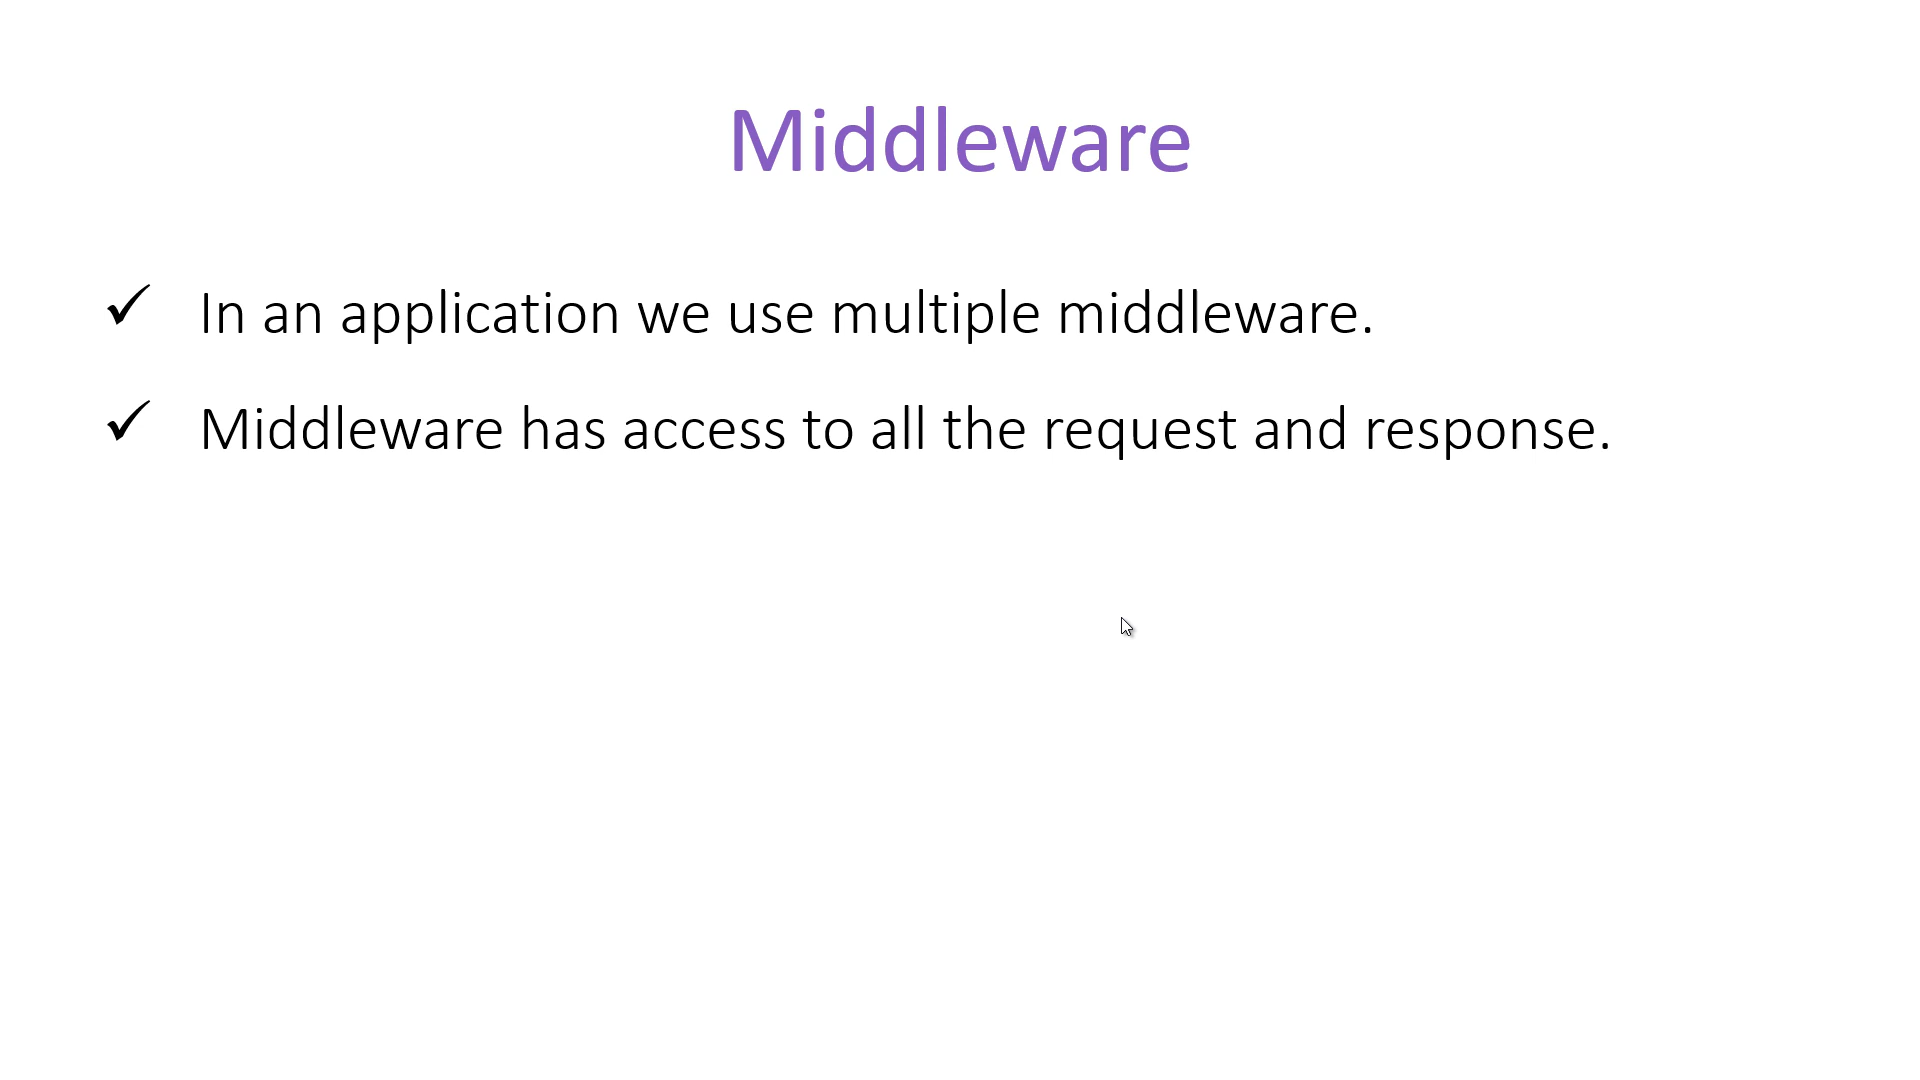 Middleware
✓ In an application we use multiple middleware.
✓ Middleware has access to all the request and response.